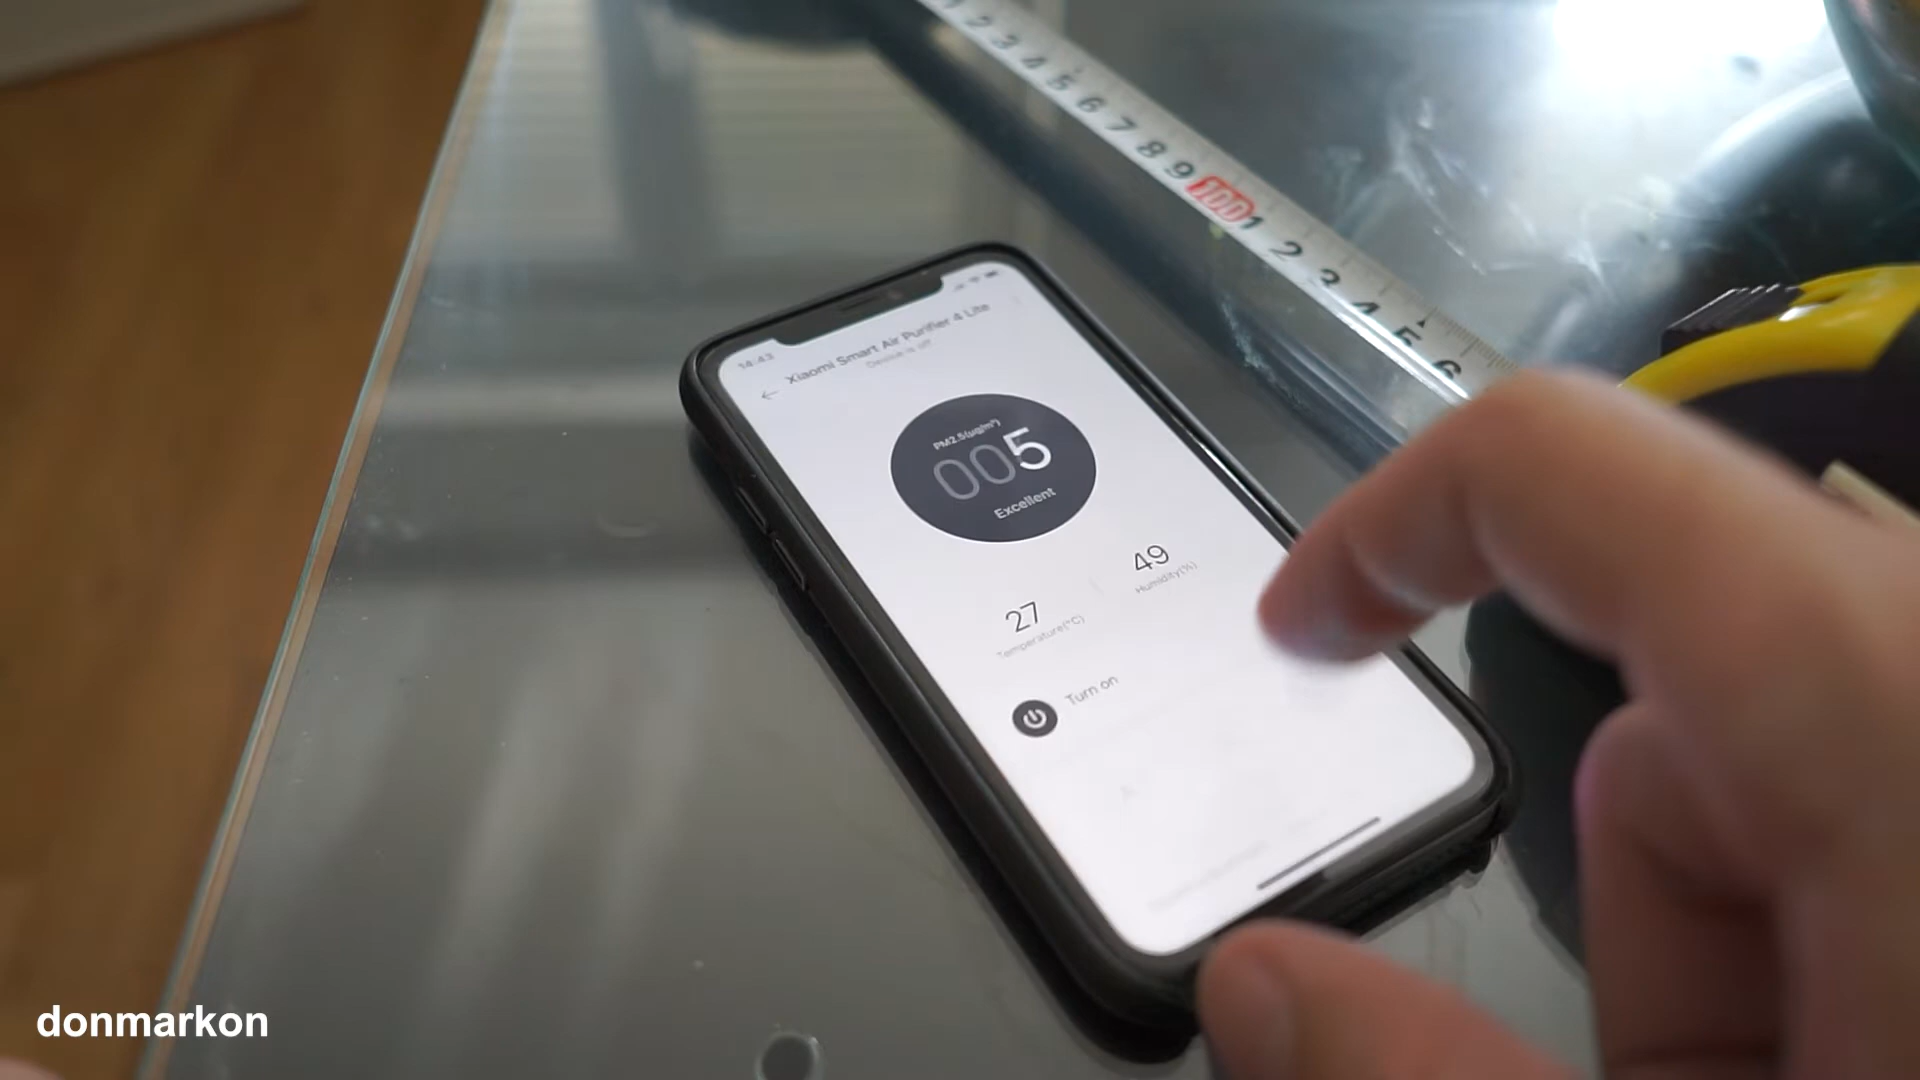 1 2 3 4 5 6 7 8 9 100 1 2 3 4 5 6
14:43
Xiaomi Smart Air Purifier 4 Lite
Device is off
PM2.5(μg/m³)
005
Excellent
27
Temperature(°C)
49
Humidity(%)
Turn on
donmarkon